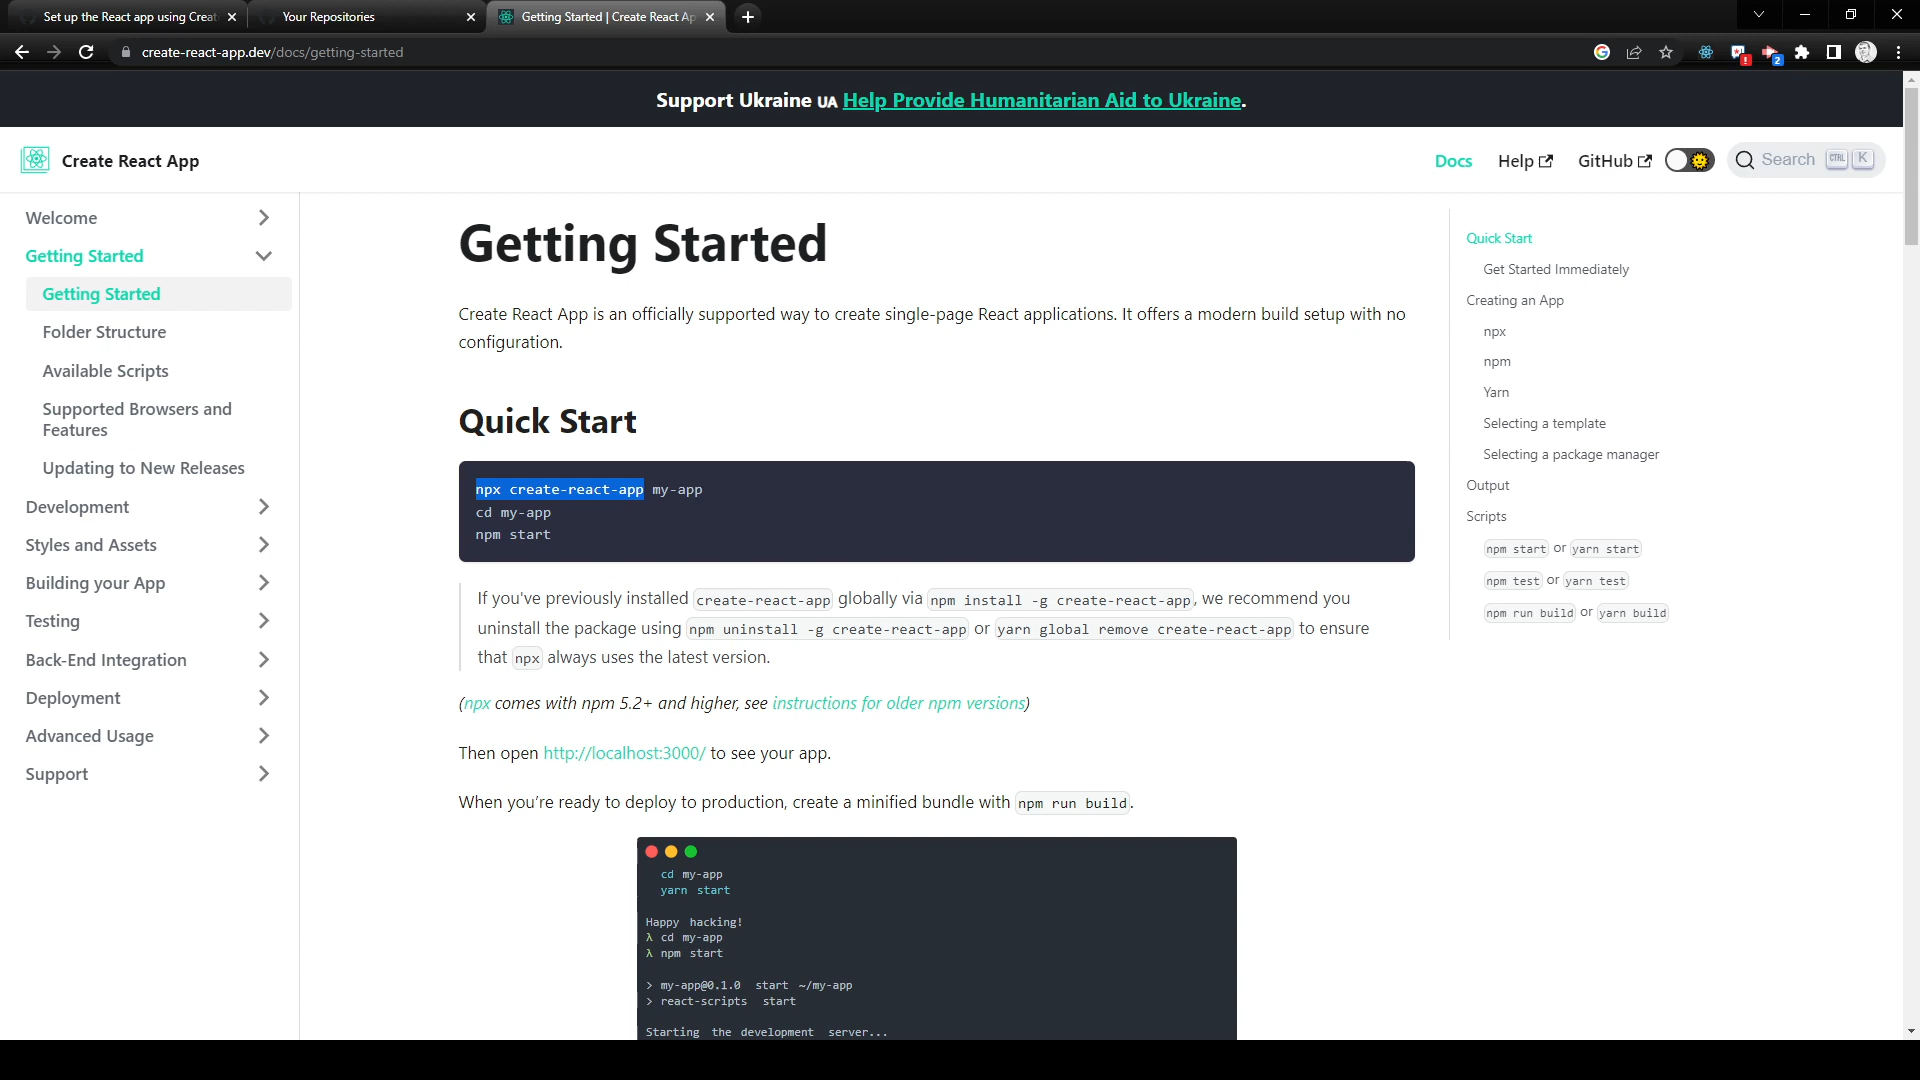 Set up the React app using Creat
Your Repositories
Getting Started | Create React Ap
create-react-app.dev/docs/getting-started
Support Ukraine UA Help Provide Humanitarian Aid to Ukraine.
Create React App
Docs
Help
GitHub
Search
CTRL
K
Welcome
Getting Started
Getting Started
Folder Structure
Available Scripts
Supported Browsers and
Features
Updating to New Releases
Development
Styles and Assets
Building your App
Testing
Back-End Integration
Deployment
Advanced Usage
Support
Getting Started
Create React App is an officially supported way to create single-page React applications. It offers a modern build setup with no
configuration.
Quick Start
npx create-react-app my-app
cd my-app
npm start
If you've previously installed create-react-app globally via npm install -g create-react-app, we recommend you
uninstall the package using npm uninstall -g create-react-app or yarn global remove create-react-app to ensure
that npx always uses the latest version.
(npx comes with npm 5.2+ and higher, see instructions for older npm versions)
Then open http://localhost:3000/ to see your app.
When you’re ready to deploy to production, create a minified bundle with npm run build.
cd my-app
yarn start
Happy hacking!
λ cd my-app
λ npm start
> my-app@0.1.0 start ~/my-app
> react-scripts start
Starting the development server...
Quick Start
Get Started Immediately
Creating an App
npx
npm
Yarn
Selecting a template
Selecting a package manager
Output
Scripts
npm start or yarn start
npm test or yarn test
npm run build or yarn build